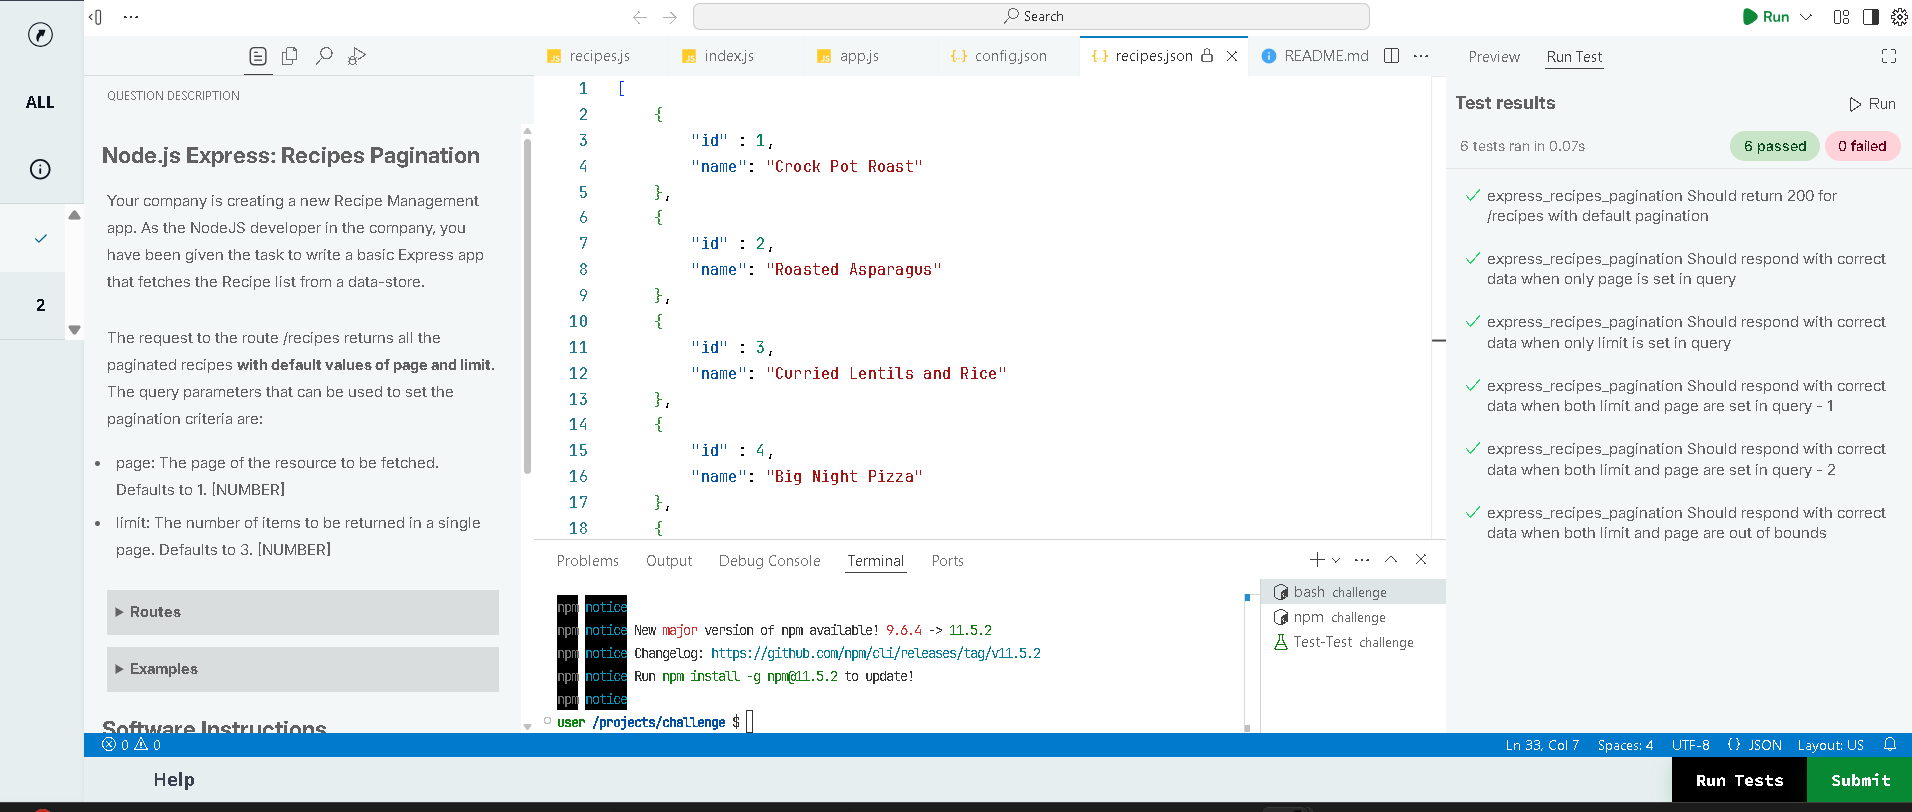 Search
Run
recipes.js
index.js
app.js
config.json
recipes.json
README.md
Preview
Run Test
ALL
2
QUESTION DESCRIPTION
Node.js Express: Recipes Pagination
Your company is creating a new Recipe Management
app. As the NodeJS developer in the company, you
have been given the task to write a basic Express app
that fetches the Recipe list from a data-store.
The request to the route /recipes returns all the
paginated recipes with default values of page and limit.
The query parameters that can be used to set the
pagination criteria are:
• page: The page of the resource to be fetched.
Defaults to 1. [NUMBER]
• limit: The number of items to be returned in a single
page. Defaults to 3. [NUMBER]
Routes
Examples
Software Instructions
1 [
2 {
3 "id" : 1,
4 "name": "Crock Pot Roast"
5 },
6 {
7 "id" : 2,
8 "name": "Roasted Asparagus"
9 },
10 {
11 "id" : 3,
12 "name": "Curried Lentils and Rice"
13 },
14 {
15 "id" : 4,
16 "name": "Big Night Pizza"
17 },
18 {
Problems
Output
Debug Console
Terminal
Ports
npm notice
npm notice New major version of npm available! 9.6.4 -> 11.5.2
npm notice Changelog: https://github.com/npm/cli/releases/tag/v11.5.2
npm notice Run npm install -g npm@11.5.2 to update!
npm notice
user /projects/challenge $
bash challenge
npm challenge
Test-Test challenge
Test results
Run
6 tests ran in 0.07s
6 passed
0 failed
express_recipes_pagination Should return 200 for
/recipes with default pagination
express_recipes_pagination Should respond with correct
data when only page is set in query
express_recipes_pagination Should respond with correct
data when only limit is set in query
express_recipes_pagination Should respond with correct
data when both limit and page are set in query - 1
express_recipes_pagination Should respond with correct
data when both limit and page are set in query - 2
express_recipes_pagination Should respond with correct
data when both limit and page are out of bounds
0
0
Ln 33, Col 7
Spaces: 4
UTF-8
{} JSON
Layout: US
Help
Run Tests
Submit